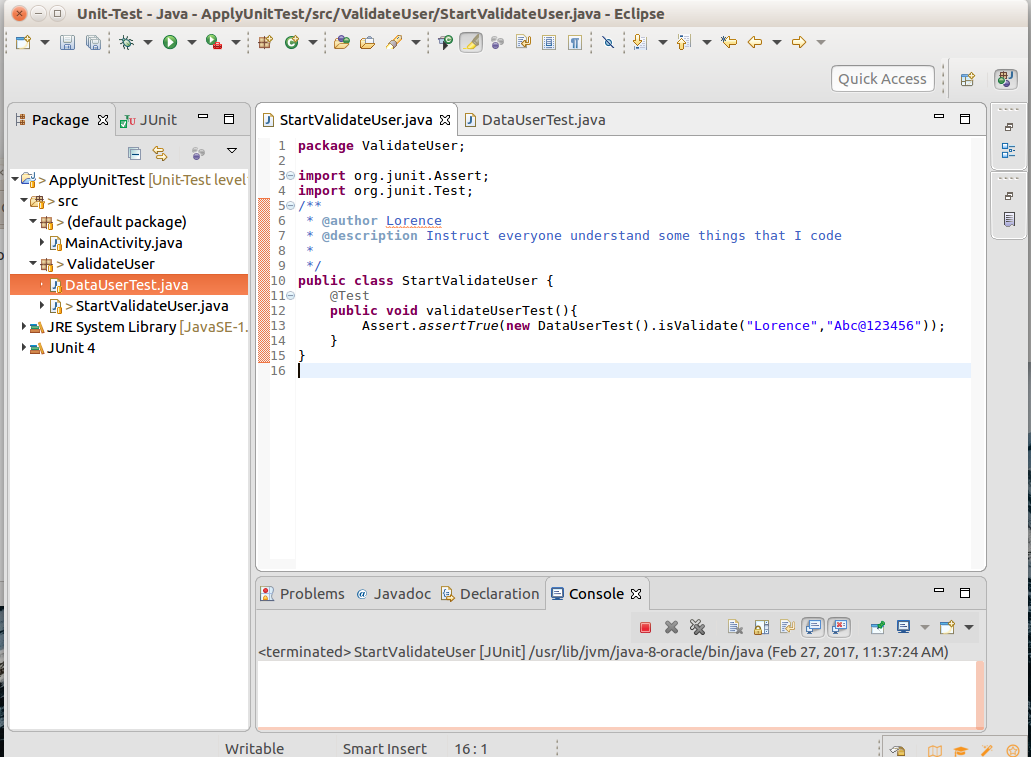 Unit-Test - Java - ApplyUnitTest/src/ValidateUser/StartValidateUser.java - Eclipse
Quick Access
Package
JUnit
> ApplyUnitTest [Unit-Test level
> src
> (default package)
MainActivity.java
> ValidateUser
DataUserTest.java
> StartValidateUser.java
JRE System Library [JavaSE-1.
JUnit 4
StartValidateUser.java
DataUserTest.java
1 package ValidateUser;
2
3 import org.junit.Assert;
4 import org.junit.Test;
5 /**
6 * @author Lorence
7 * @description Instruct everyone understand some things that I code
8 *
9 */
10 public class StartValidateUser {
11 @Test
12 public void validateUserTest(){
13 Assert.assertTrue(new DataUserTest().isValidate("Lorence","Abc@123456"));
14 }
15 }
16
Problems @ Javadoc Declaration Console
<terminated> StartValidateUser [JUnit] /usr/lib/jvm/java-8-oracle/bin/java (Feb 27, 2017, 11:37:24 AM)
Writable Smart Insert 16 : 1